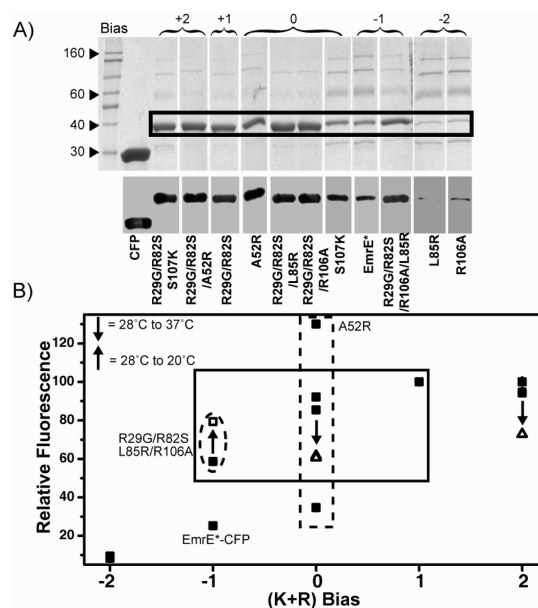 A)
Bias
+2
+1
0
-1
-2
160
60
40
30
CFP
R29G/R82S
S107K
R29G/R82S
/A52R
R29G/R82S
A52R
R29G/R82S
/L85R
R29G/R82S
/R106A
S107K
EmrE*
R29G/R82S
/R106A/L85R
L85R
R106A
B)
= 28˚C to 37˚C
= 28˚C to 20˚C
A52R
R29G/R82S
L85R/R106A
EmrE*-CFP
Relative Fluorescence
120
100
80
60
40
20
0
-2
-1
0
1
2
(K+R) Bias